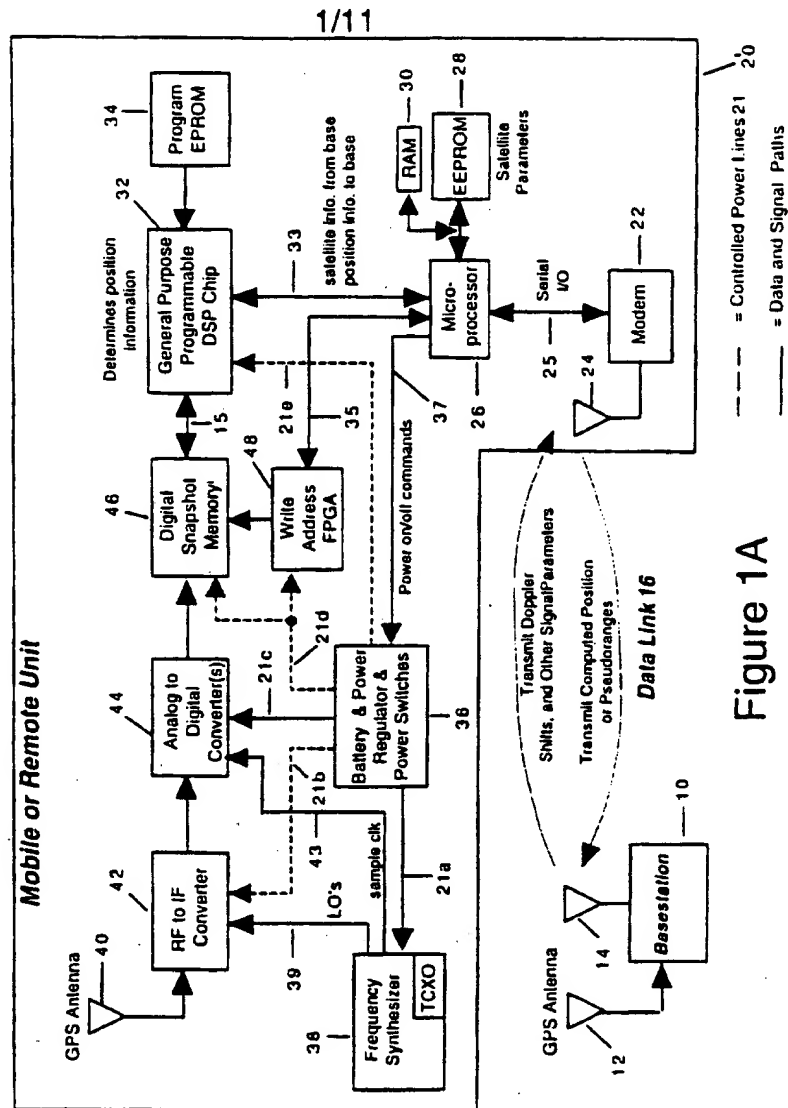 1/11
Mobile or Remote Unit
GPS Antenna
40
42
RF to IF
Converter
44
Analog to
Digital
Converter(s)
46
Digital
Snapshot
Memory
15
Determines position
Information
32
General Purpose
Programmable
DSP Chip
34
Program
EPROM
39
LO's
43
sample clk
21b
21c
21d
48
Write
Address
FPGA
21e
35
33
satellite info. from base
position info. to base
30
RAM
28
EEPROM
Satellite
Parameters
38
Frequency
Synthesizer
TCXO
21a
Battery & Power
Regulator &
Power Switches
36
Power on/off commands
37
Micro-
processor
26
25
Serial
I/O
24
Modem
22
20
GPS Antenna
12
14
Basestation
10
Transmit Doppler
Shifts, and Other Signal Parameters
Transmit Computed Position
or Pseudoranges
Data Link 16
= Controlled Power Lines 21
= Data and Signal Paths
Figure 1A